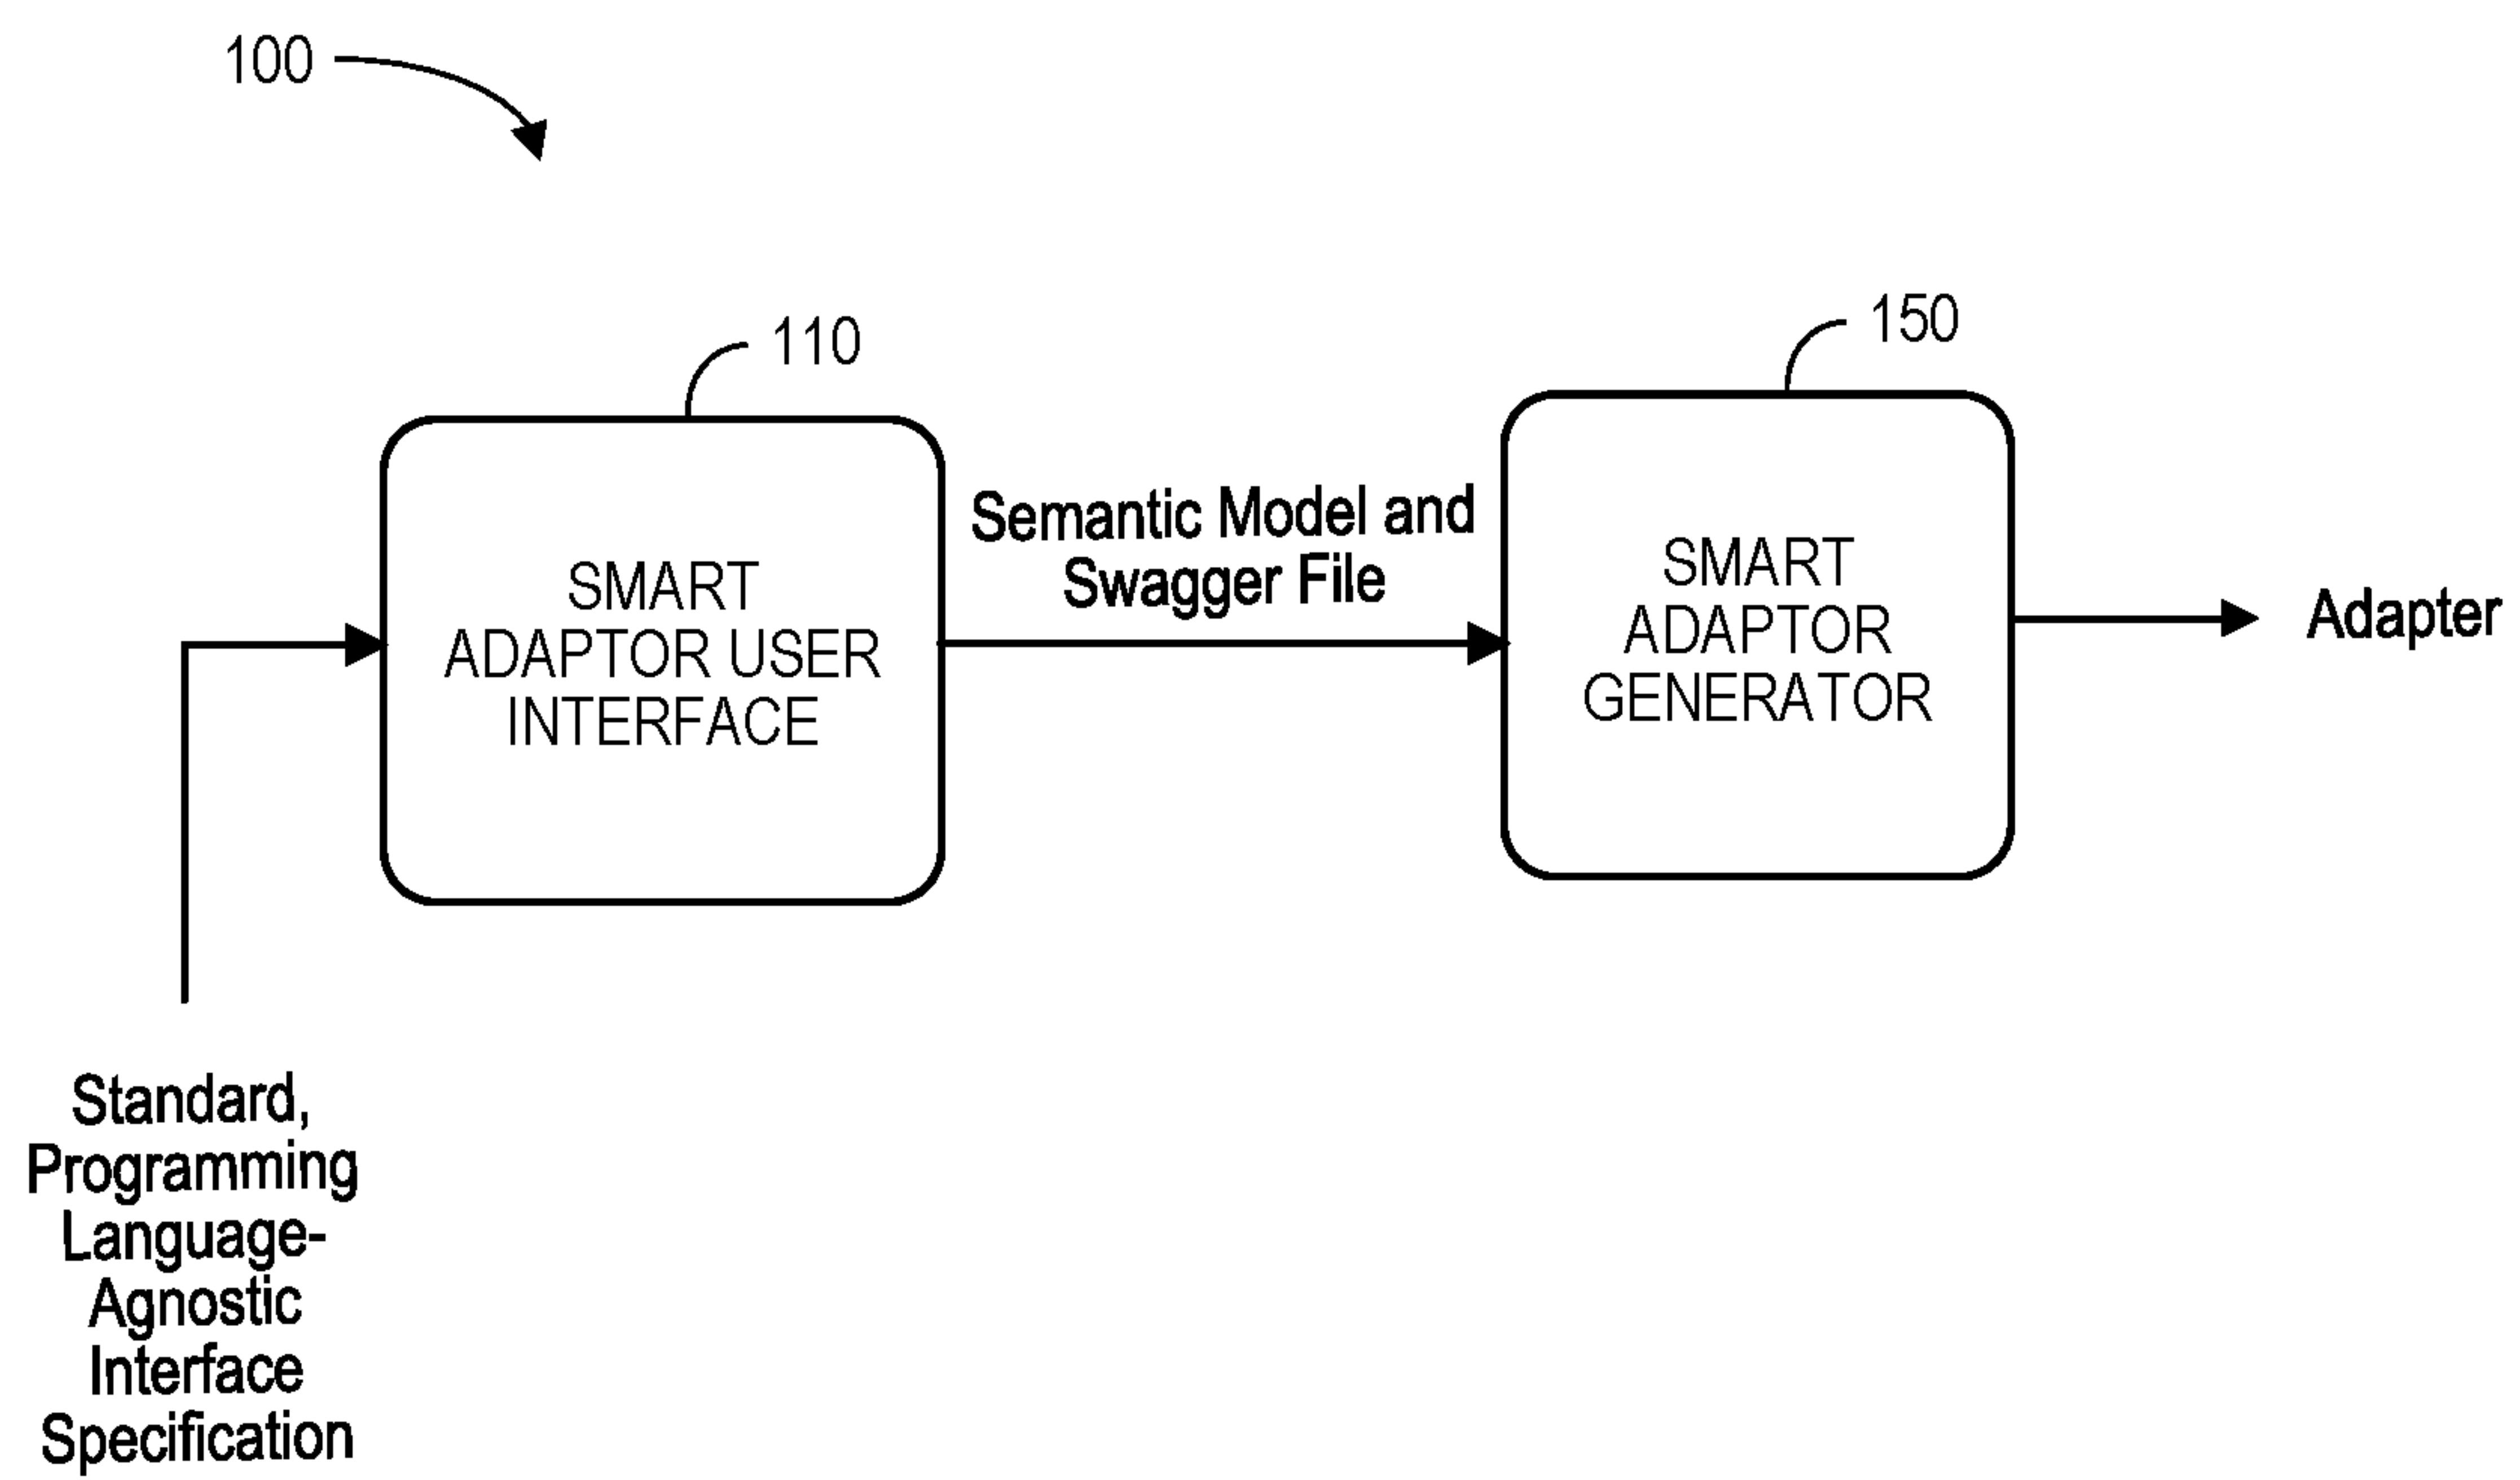 100
110
150
SMART
ADAPTOR USER
INTERFACE
Semantic Model and
Swagger File
SMART
ADAPTOR
GENERATOR
Adapter
Standard,
Programming
Language-
Agnostic
Interface
Specification